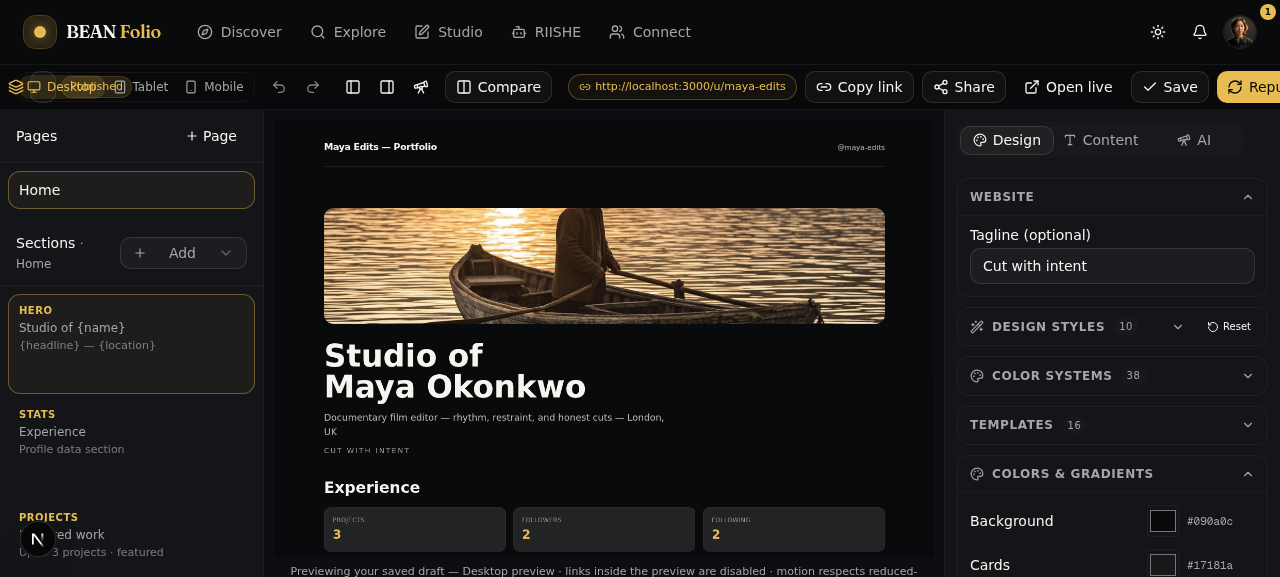 BEAN Folio
Discover
Explore
Studio
RIISHE
Connect
1
Desktop
Published
Tablet
Mobile
Compare
http://localhost:3000/u/maya-edits
Copy link
Share
Open live
Save
Pages
+ Page
Home
Sections ·
Home
+ Add
HERO
Studio of {name}
{headline} — {location}
STATS
Experience
Profile data section
PROJECTS
work
3 projects · featured
N
Maya Edits — Portfolio
@maya-edits
Studio of
Maya Okonkwo
Documentary film editor — rhythm, restraint, and honest cuts — London,
UK
CUT WITH INTENT
Experience
PROJECTS
3
FOLLOWERS
2
FOLLOWING
2
Previewing your saved draft — Desktop preview · links inside the preview are disabled · motion respects reduced-
Design
Content
AI
WEBSITE
Tagline (optional)
Cut with intent
DESIGN STYLES 10
Reset
COLOR SYSTEMS 38
TEMPLATES 16
COLORS & GRADIENTS
Background
#090a0c
Cards
#17181a